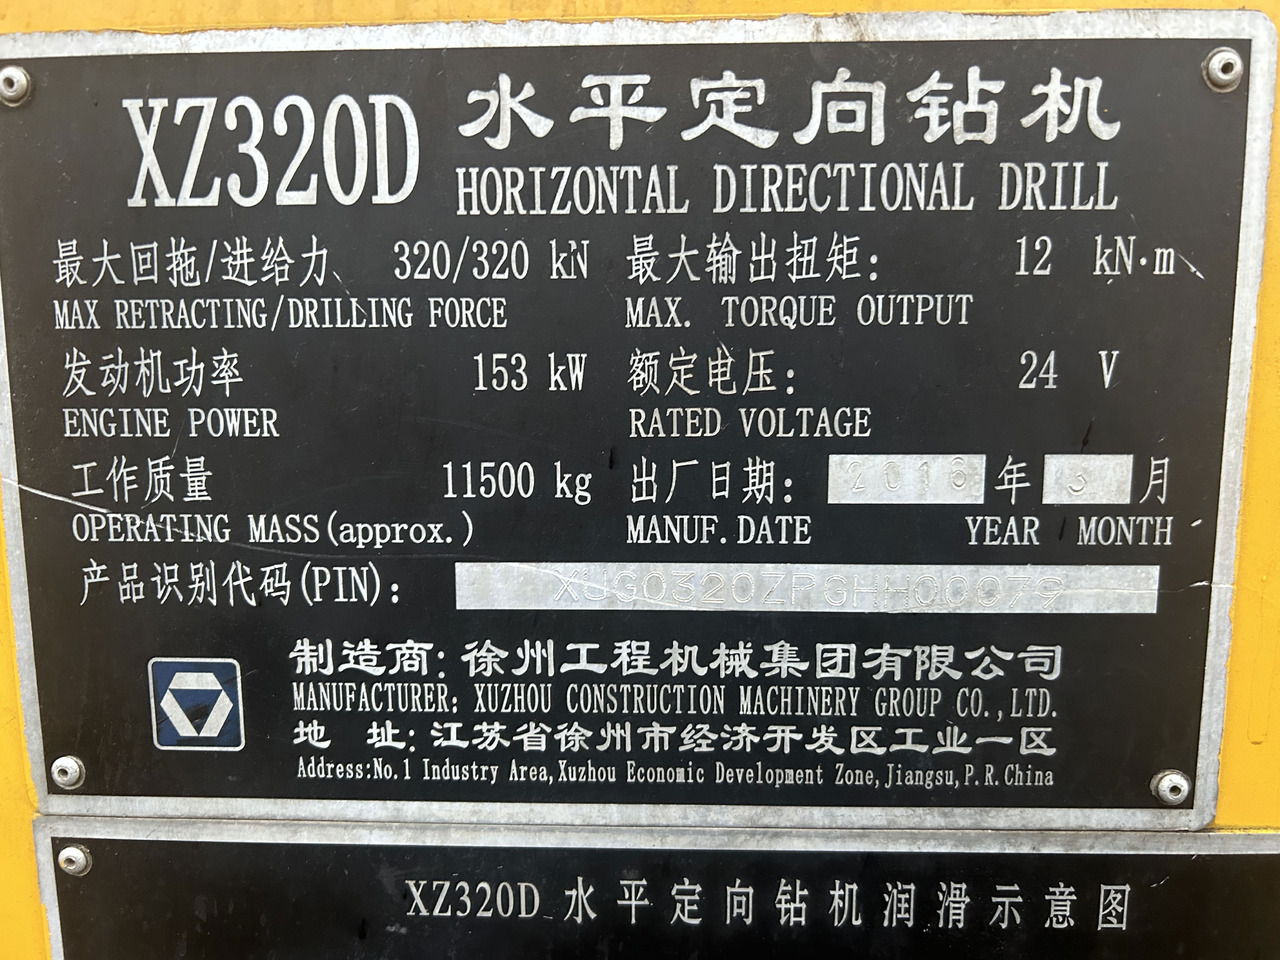 XZ320D 水平定向钻机
HORIZONTAL DIRECTIONAL DRILL
最大回拖/进给力、 320/320 kN 最大输出扭矩: 12 kN·m
MAX RETRACTING/DRILLING FORCE MAX. TORQUE OUTPUT
发动机功率 153 kW 额定电压: 24 V
ENGINE POWER RATED VOLTAGE
工作质量 11500 kg 出厂日期: 2016 年 3 月
OPERATING MASS(approx.) MANUF.DATE YEAR MONTH
产品识别代码(PIN): XUG0320ZPGHH00079
制造商: 徐州工程机械集团有限公司
MANUFACTURER: XUZHOU CONSTRUCTION MACHINERY GROUP CO.,LTD.
地 址: 江苏省徐州市经济开发区工业一区
Address:No.1 Industry Area,Xuzhou Economic Development Zone,Jiangsu,P.R.China
XZ320D 水平定向钻机润滑示意图